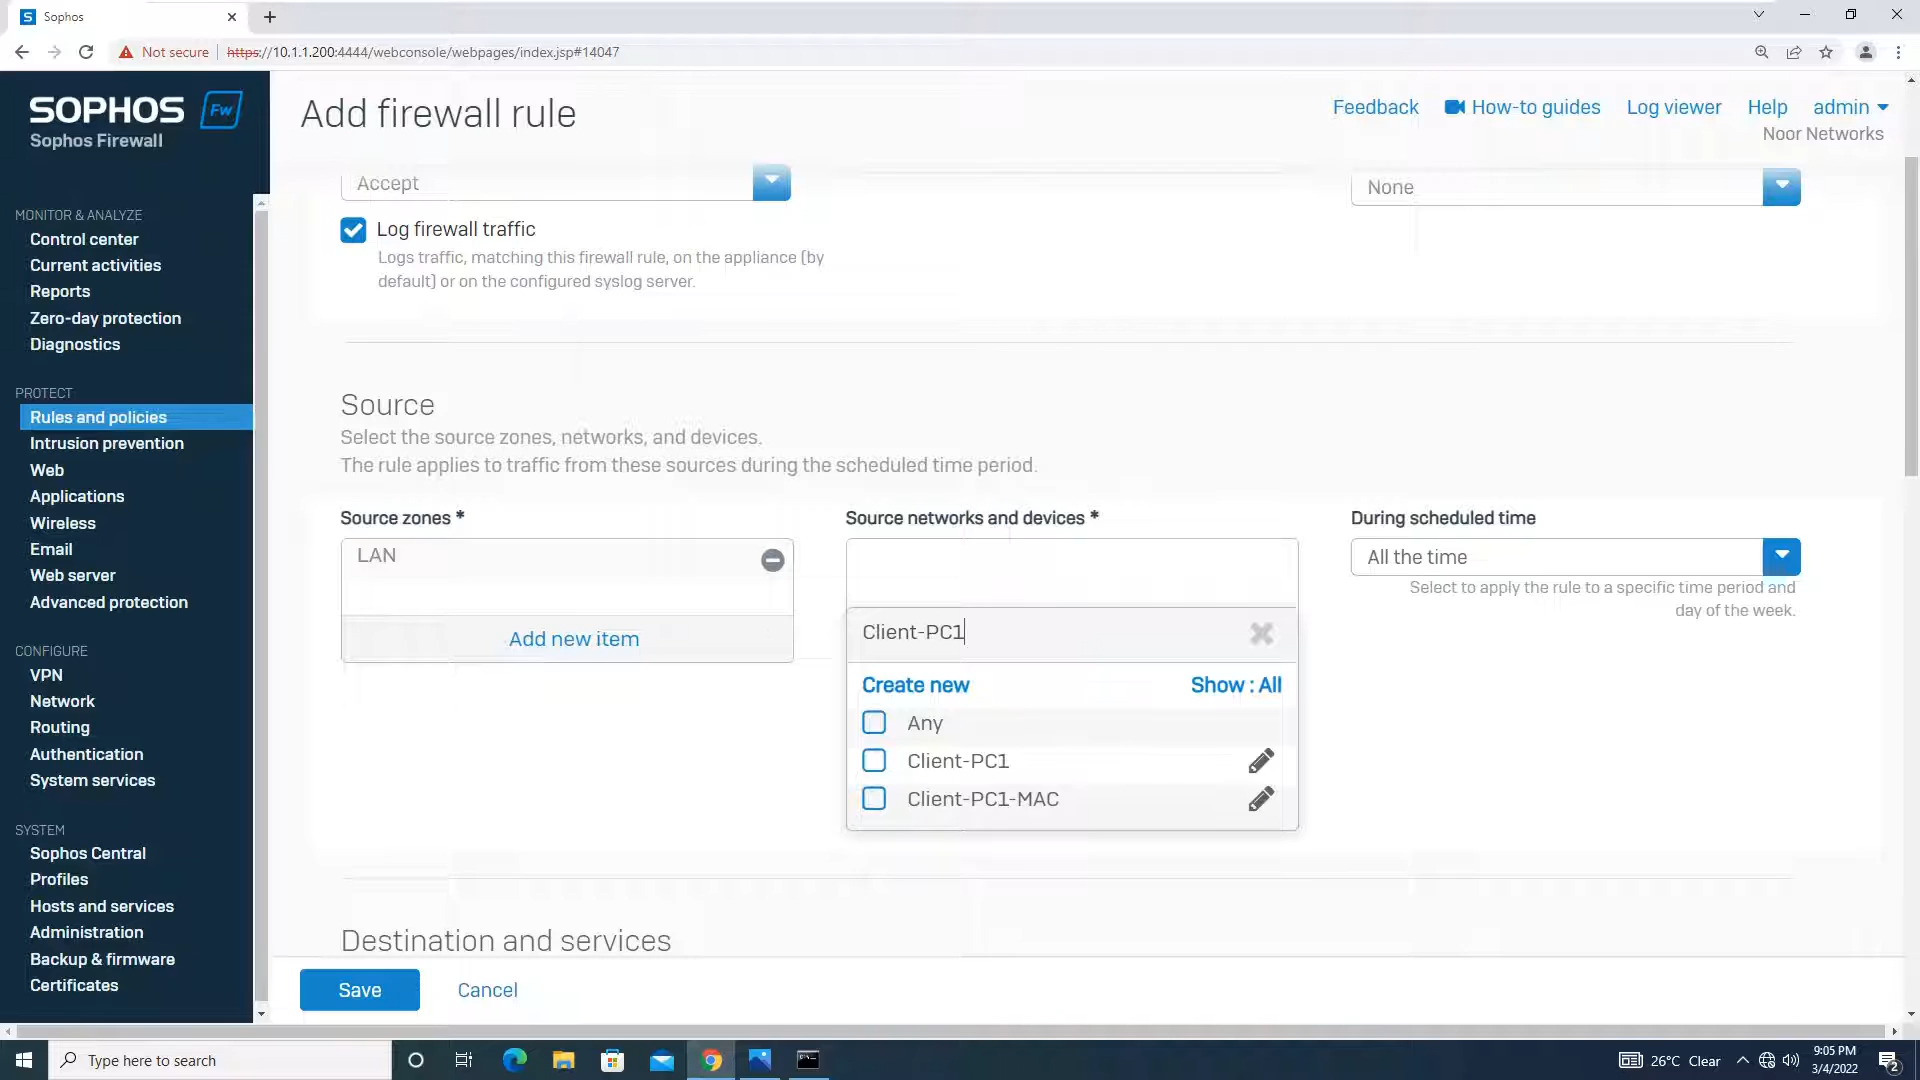 Sophos
Not secure
https://10.1.1.200:4444/webconsole/webpages/index.jsp#14047
SOPHOS
Fw
Sophos Firewall
Add firewall rule
Feedback
How-to guides
Log viewer
Help
admin
Noor Networks
MONITOR & ANALYZE
Control center
Current activities
Reports
Zero-day protection
Diagnostics
PROTECT
Rules and policies
Intrusion prevention
Web
Applications
Wireless
Email
Web server
Advanced protection
CONFIGURE
VPN
Network
Routing
Authentication
System services
SYSTEM
Sophos Central
Profiles
Hosts and services
Administration
Backup & firmware
Certificates
Accept
None
Log firewall traffic
Logs traffic, matching this firewall rule, on the appliance (by
default) or on the configured syslog server.
Source
Select the source zones, networks, and devices.
The rule applies to traffic from these sources during the scheduled time period.
Source zones *
LAN
Add new item
Source networks and devices *
Client-PC1
Create new
Show : All
Any
Client-PC1
Client-PC1-MAC
During scheduled time
All the time
Select to apply the rule to a specific time period and
day of the week.
Destination and services
Save
Cancel
Type here to search
26°C Clear
9:05 PM
3/4/2022
2